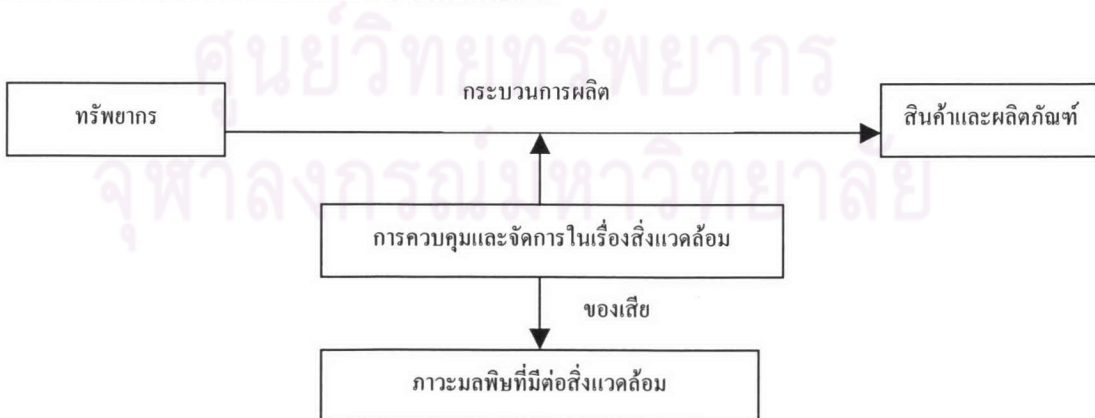 ศูนย์วิทยทรัพยากร
กระบวนการผลิต
ทรัพยากร
สินค้าและผลิตภัณฑ์
จุฬาลงกรณ์มหาวิทยาลัย
การควบคุมและจัดการในเรื่องสิ่งแวดล้อม
ของเสีย
ภาวะมลพิษที่มีต่อสิ่งแวดล้อม